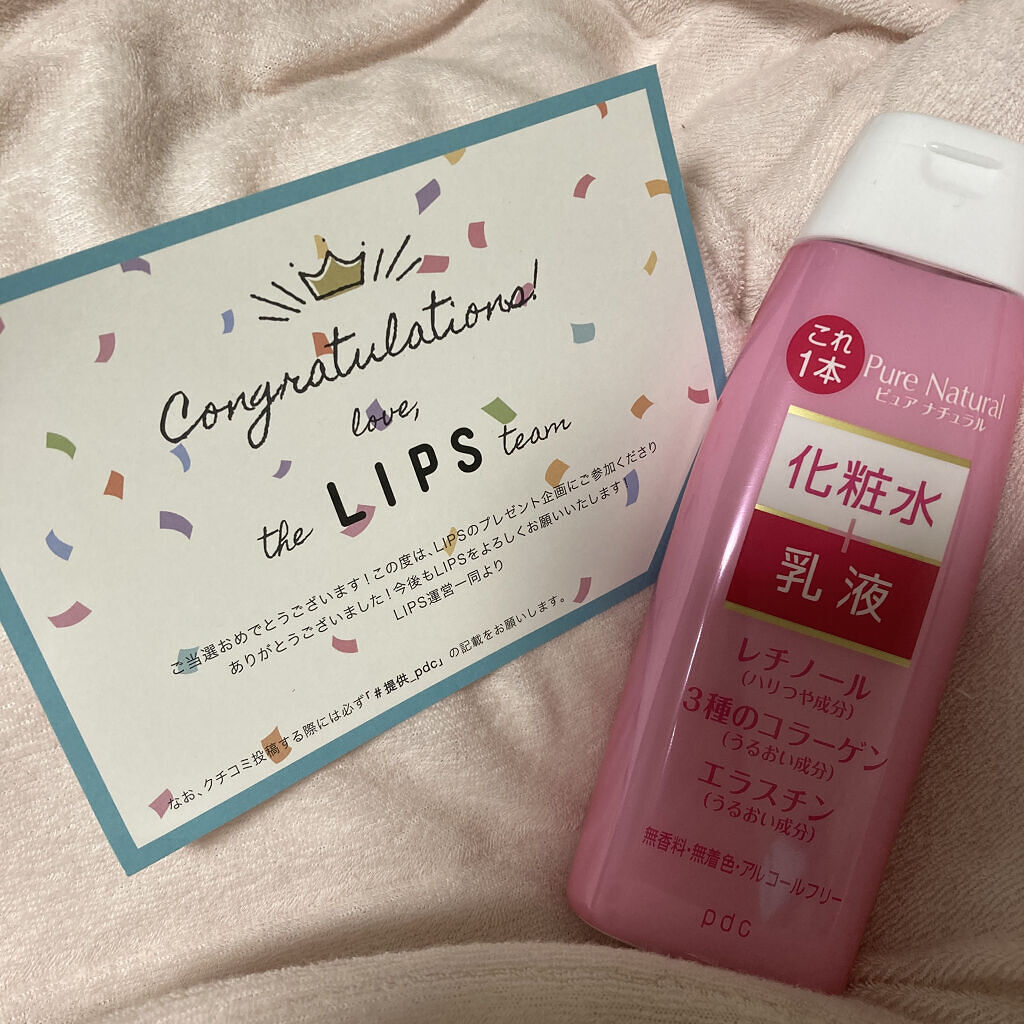 Congratulations!
love,
the LIPS team
ご当選おめでとうございます！この度は、LIPSのプレゼント企画にご参加くださり
ありがとうございました！今後もLIPSをよろしくお願いいたします！
LIPS運営一同より
なお、クチコミ投稿する際には必ず「#提供_pdc」の記載をお願いします。
これ
1本
Pure Natural
ピュア ナチュラル
化粧水
+
乳液
レチノール
(ハリつや成分)
3種のコラーゲン
(うるおい成分)
エラスチン
(うるおい成分)
無香料・無着色・アルコールフリー
pdc